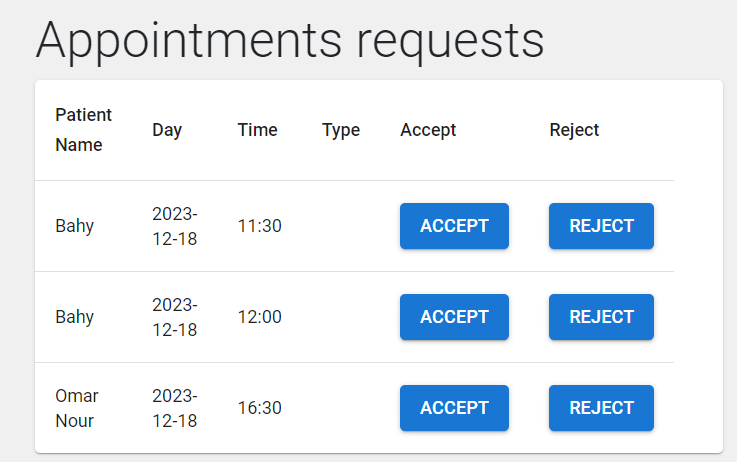 Appointments requests
Patient Name Day Time Type Accept Reject
Bahy 2023-12-18 11:30 ACCEPT REJECT
Bahy 2023-12-18 12:00 ACCEPT REJECT
Omar Nour 2023-12-18 16:30 ACCEPT REJECT